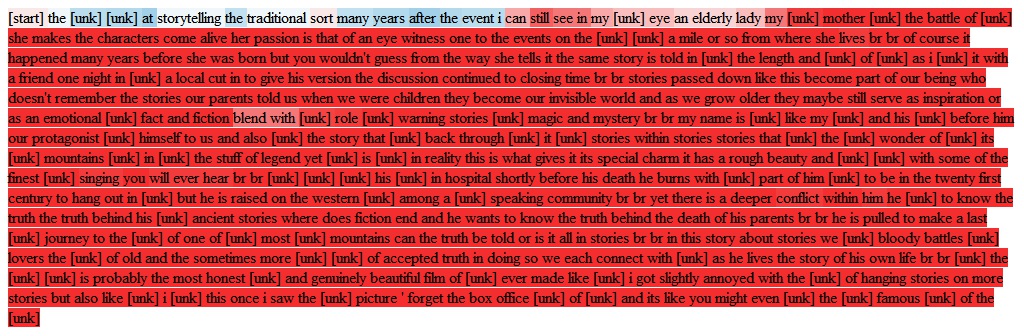 [start] the [unk] [unk] at storytelling the traditional sort many years after the event i can still see in my [unk] eye an elderly lady my [unk] mother [unk] the battle of [unk]
she makes the characters come alive her passion is that of an eye witness one to the events on the [unk] [unk] a mile or so from where she lives br br of course it
happened many years before she was born but you wouldn't guess from the way she tells it the same story is told in [unk] the length and [unk] of [unk] as i [unk] it with
a friend one night in [unk] a local cut in to give his version the discussion continued to closing time br br stories passed down like this become part of our being who
doesn't remember the stories our parents told us when we were children they become our invisible world and as we grow older they maybe still serve as inspiration or
as an emotional [unk] fact and fiction blend with [unk] role [unk] warning stories [unk] magic and mystery br br my name is [unk] like my [unk] and his [unk] before him
our protagonist [unk] himself to us and also [unk] the story that [unk] back through [unk] it [unk] stories within stories stories that [unk] the [unk] wonder of [unk] its
[unk] mountains [unk] in [unk] the stuff of legend yet [unk] is [unk] in reality this is what gives it its special charm it has a rough beauty and [unk] [unk] with some of the
finest [unk] singing you will ever hear br br [unk] [unk] [unk] his [unk] in hospital shortly before his death he burns with [unk] part of him [unk] to be in the twenty first
century to hang out in [unk] but he is raised on the western [unk] among a [unk] speaking community br br yet there is a deeper conflict within him he [unk] to know the
truth the truth behind his [unk] ancient stories where does fiction end and he wants to know the truth behind the death of his parents br br he is pulled to make a last
[unk] journey to the [unk] of one of [unk] most [unk] mountains can the truth be told or is it all in stories br br in this story about stories we [unk] bloody battles [unk]
lovers the [unk] of old and the sometimes more [unk] [unk] of accepted truth in doing so we each connect with [unk] as he lives the story of his own life br br [unk] the
[unk] [unk] is probably the most honest [unk] and genuinely beautiful film of [unk] ever made like [unk] i got slightly annoyed with the [unk] of hanging stories on more
stories but also like [unk] i [unk] this once i saw the [unk] picture ' forget the box office [unk] of [unk] and its like you might even [unk] the [unk] famous [unk] of the
[unk]